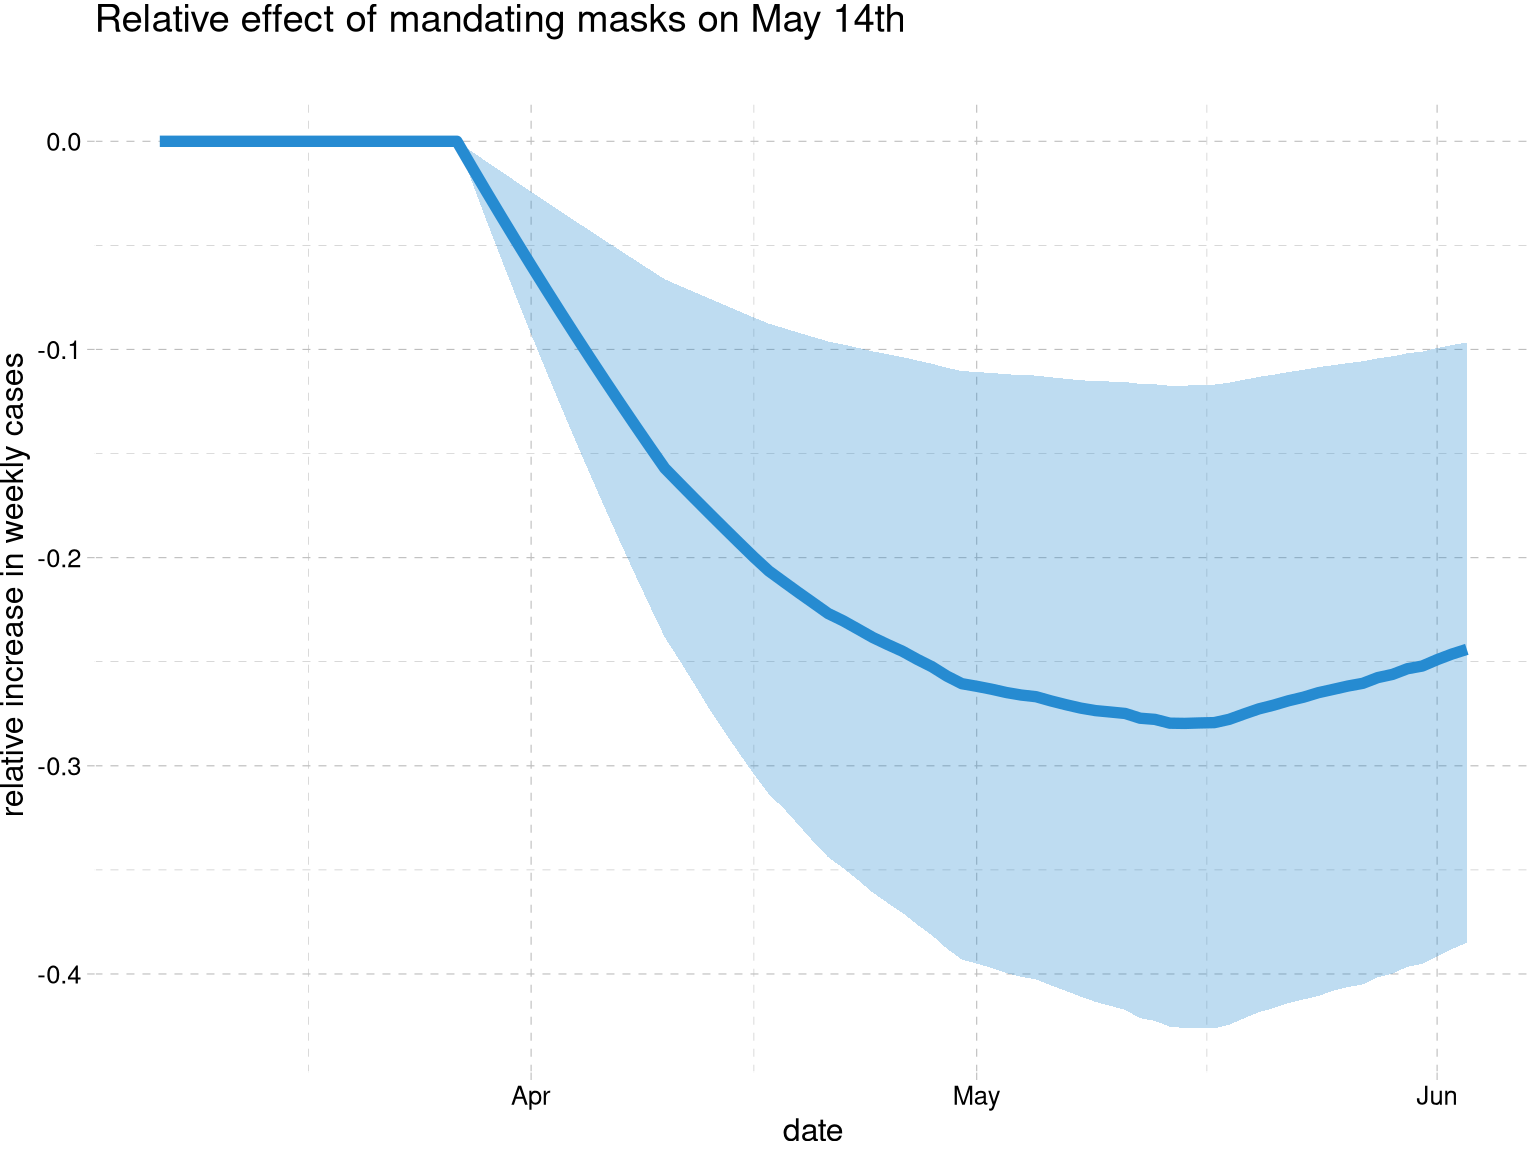 Relative effect of mandating masks on May 14th
relative increase in weekly cases
0.0
-0.1
-0.2
-0.3
-0.4
Apr
May
Jun
date